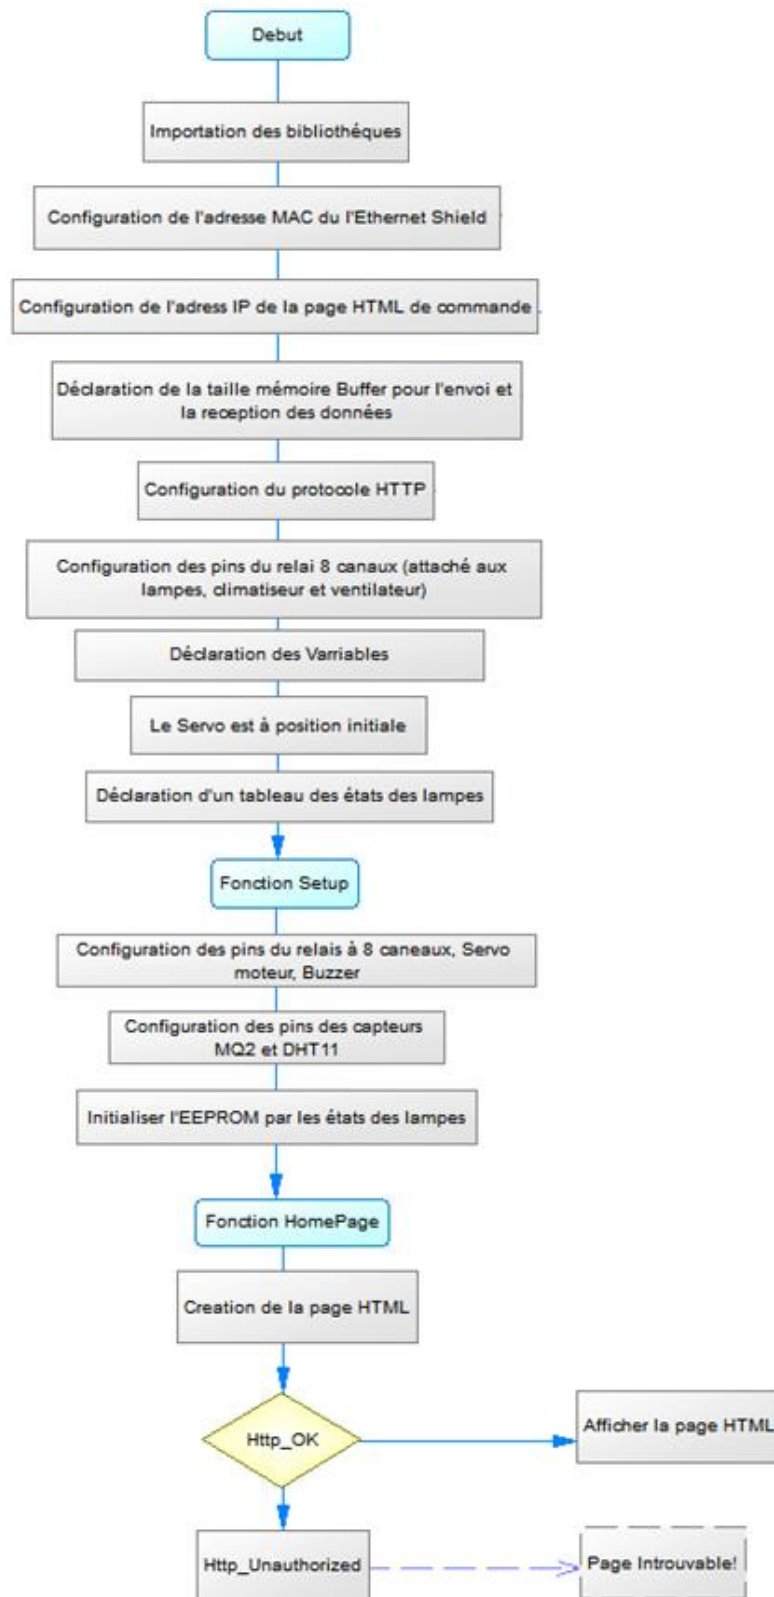 Debut
Importation des bibliothéques
Configuration de l'adresse MAC du l'Ethernet Shield
Configuration de l'adress IP de la page HTML de commande
Déclaration de la taille mémoire Buffer pour l'envoi et
la reception des données
Configuration du protocole HTTP
Configuration des pins du relai 8 canaux (attaché aux
lampes, climatiseur et ventilateur)
Déclaration des Varriables
Le Servo est à position initiale
Déclaration d'un tableau des états des lampes
Fonction Setup
Configuration des pins du relais à 8 caneaux, Servo
moteur, Buzzer
Configuration des pins des capteurs
MQ2 et DHT11
Initialiser l'EEPROM par les états des lampes
Fonction HomePage
Creation de la page HTML
Http_OK
Afficher la page HTML
Http_Unauthorized
Page Introuvable!